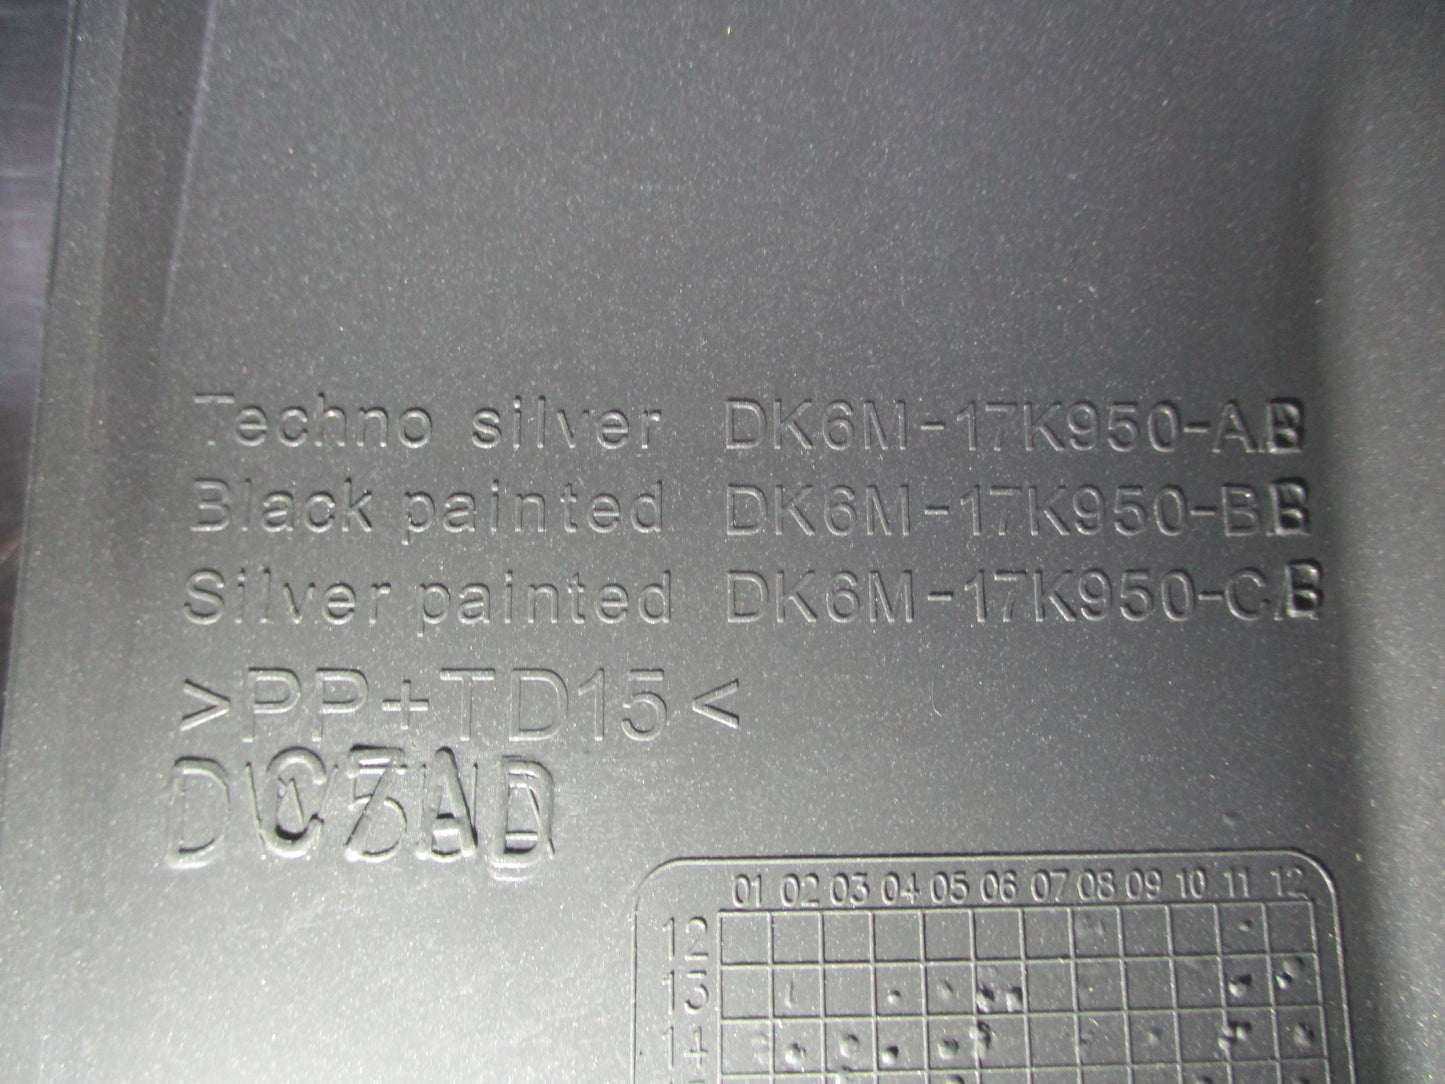 Techno silver DK6M-17K950-AB
Black painted DK6M-17K950-BB
Silver painted DK6M-17K950-CB
>PP+TD15<
01 02 03 04 05 06 07 08 09 10 11 12
12
13
14